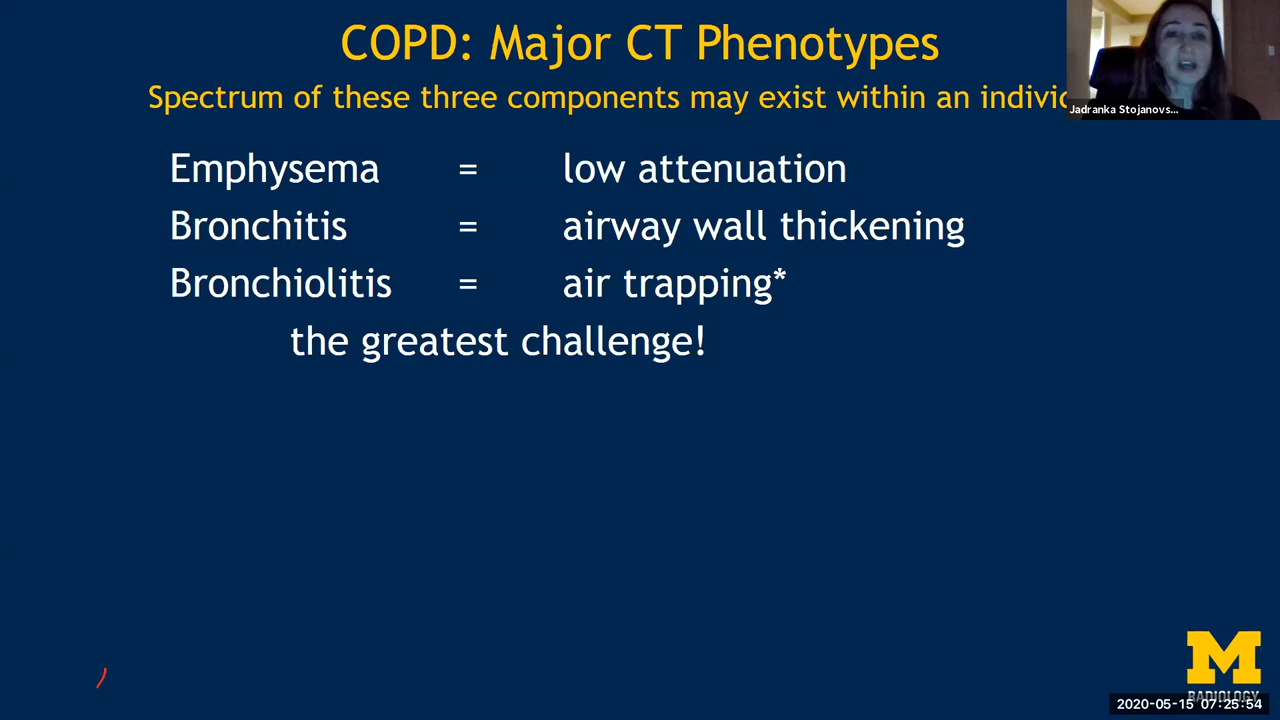 COPD: Major CT Phenotypes
Spectrum of these three components may exist within an indivi
Jadranka Stojanovs...
Emphysema = low attenuation
Bronchitis = airway wall thickening
Bronchiolitis = air trapping*
the greatest challenge!
M
RADIOLOGY
2020-05-15 07:25:54